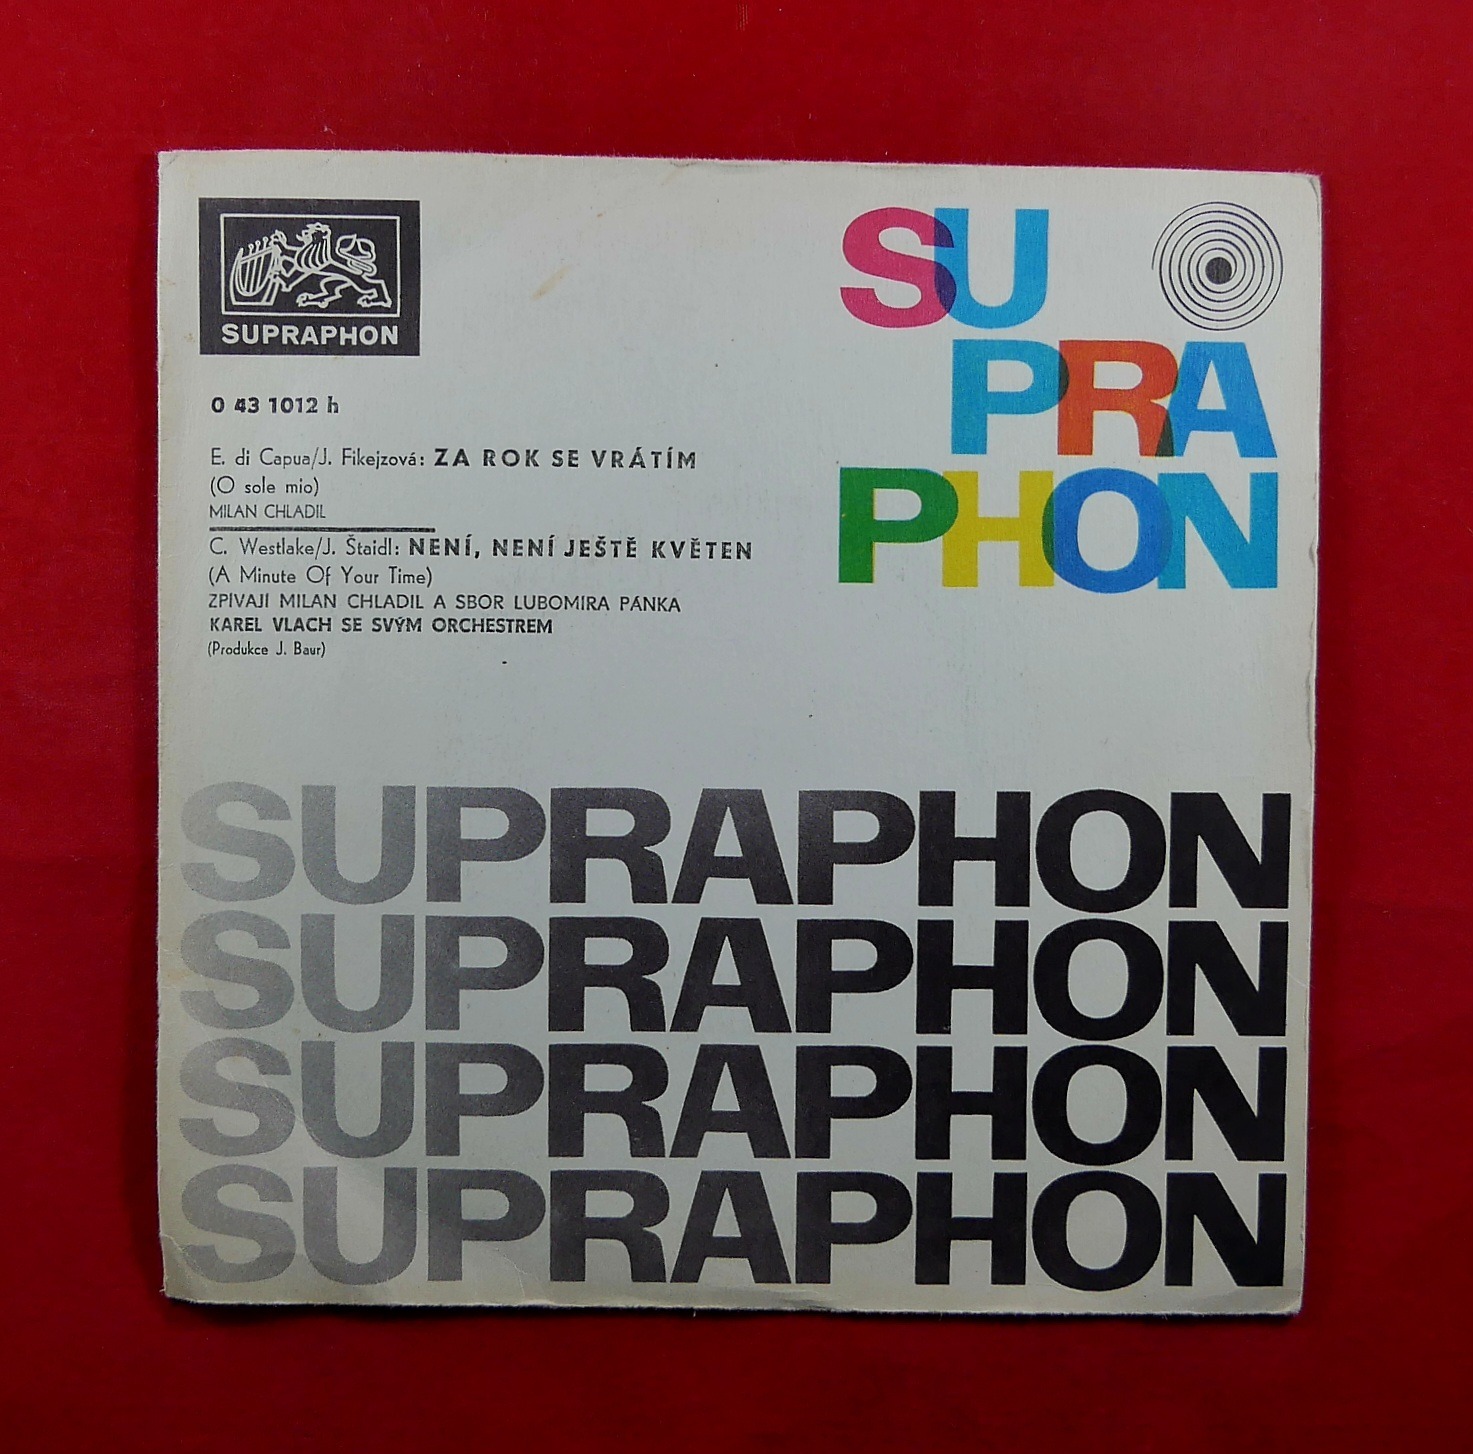 SUPRAPHON
SU
PRA
PHON
0 43 1012 h
E. di Capua/J. Fikejzová: ZA ROK SE VRÁTÍM
(O sole mio)
MILAN CHLADIL
C. Westlake/J. Štaidl: NENÍ, NENÍ JEŠTĚ KVĚTEN
(A Minute Of Your Time)
ZPIVAJI MILAN CHLADIL A SBOR LUBOMIRA PÁNKA
KAREL VLACH SE SVÝM ORCHESTREM
(Produkce J. Baur)
SUPRAPHON
SUPRAPHON
SUPRAPHON
SUPRAPHON